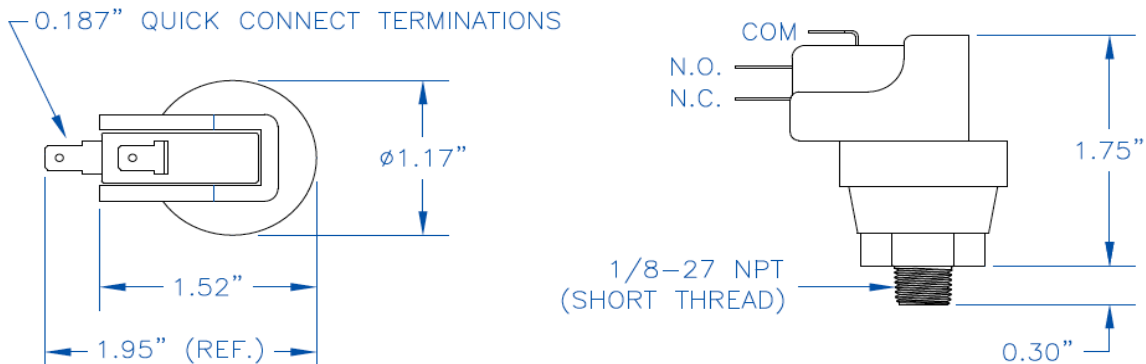 0.187” QUICK CONNECT TERMINATIONS
ø1.17”
1.52”
1.95” (REF.)
COM
N.O.
N.C.
1.75”
1/8–27 NPT
(SHORT THREAD)
0.30”